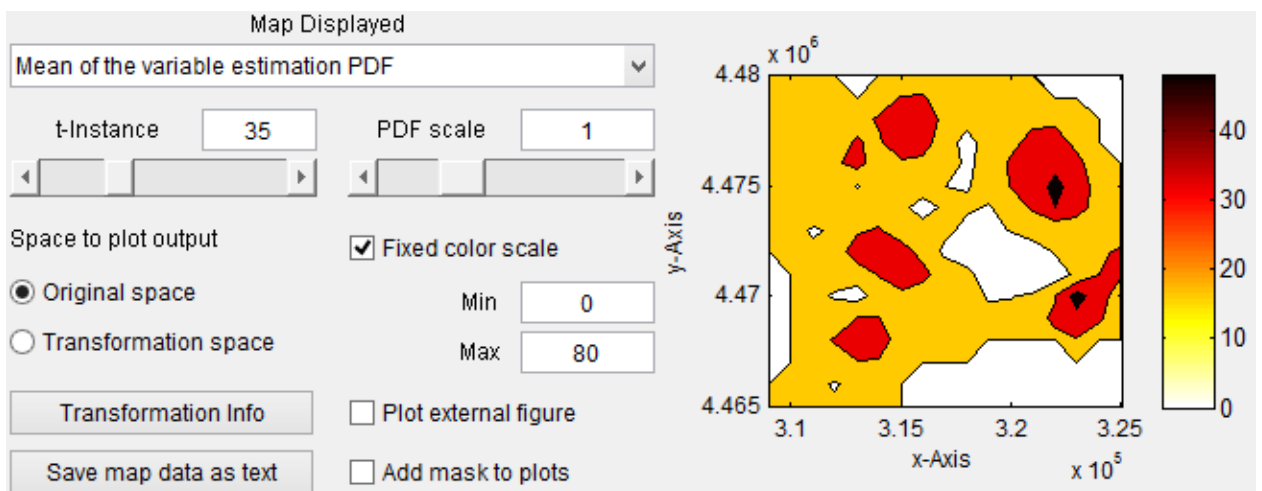 Map Displayed
Mean of the variable estimation PDF
t-Instance 35 PDF scale 1
Space to plot output
Fixed color scale
Original space
Min 0
Transformation space
Max 80
Transformation Info
Plot external figure
Save map data as text
Add mask to plots
x 10^6
4.48
4.475
4.47
4.465
y-Axis
3.1 3.15 3.2 3.25
x-Axis
x 10^5
40
30
20
10
0